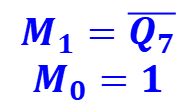 M₁ = Q̅₇
M₀ = 1